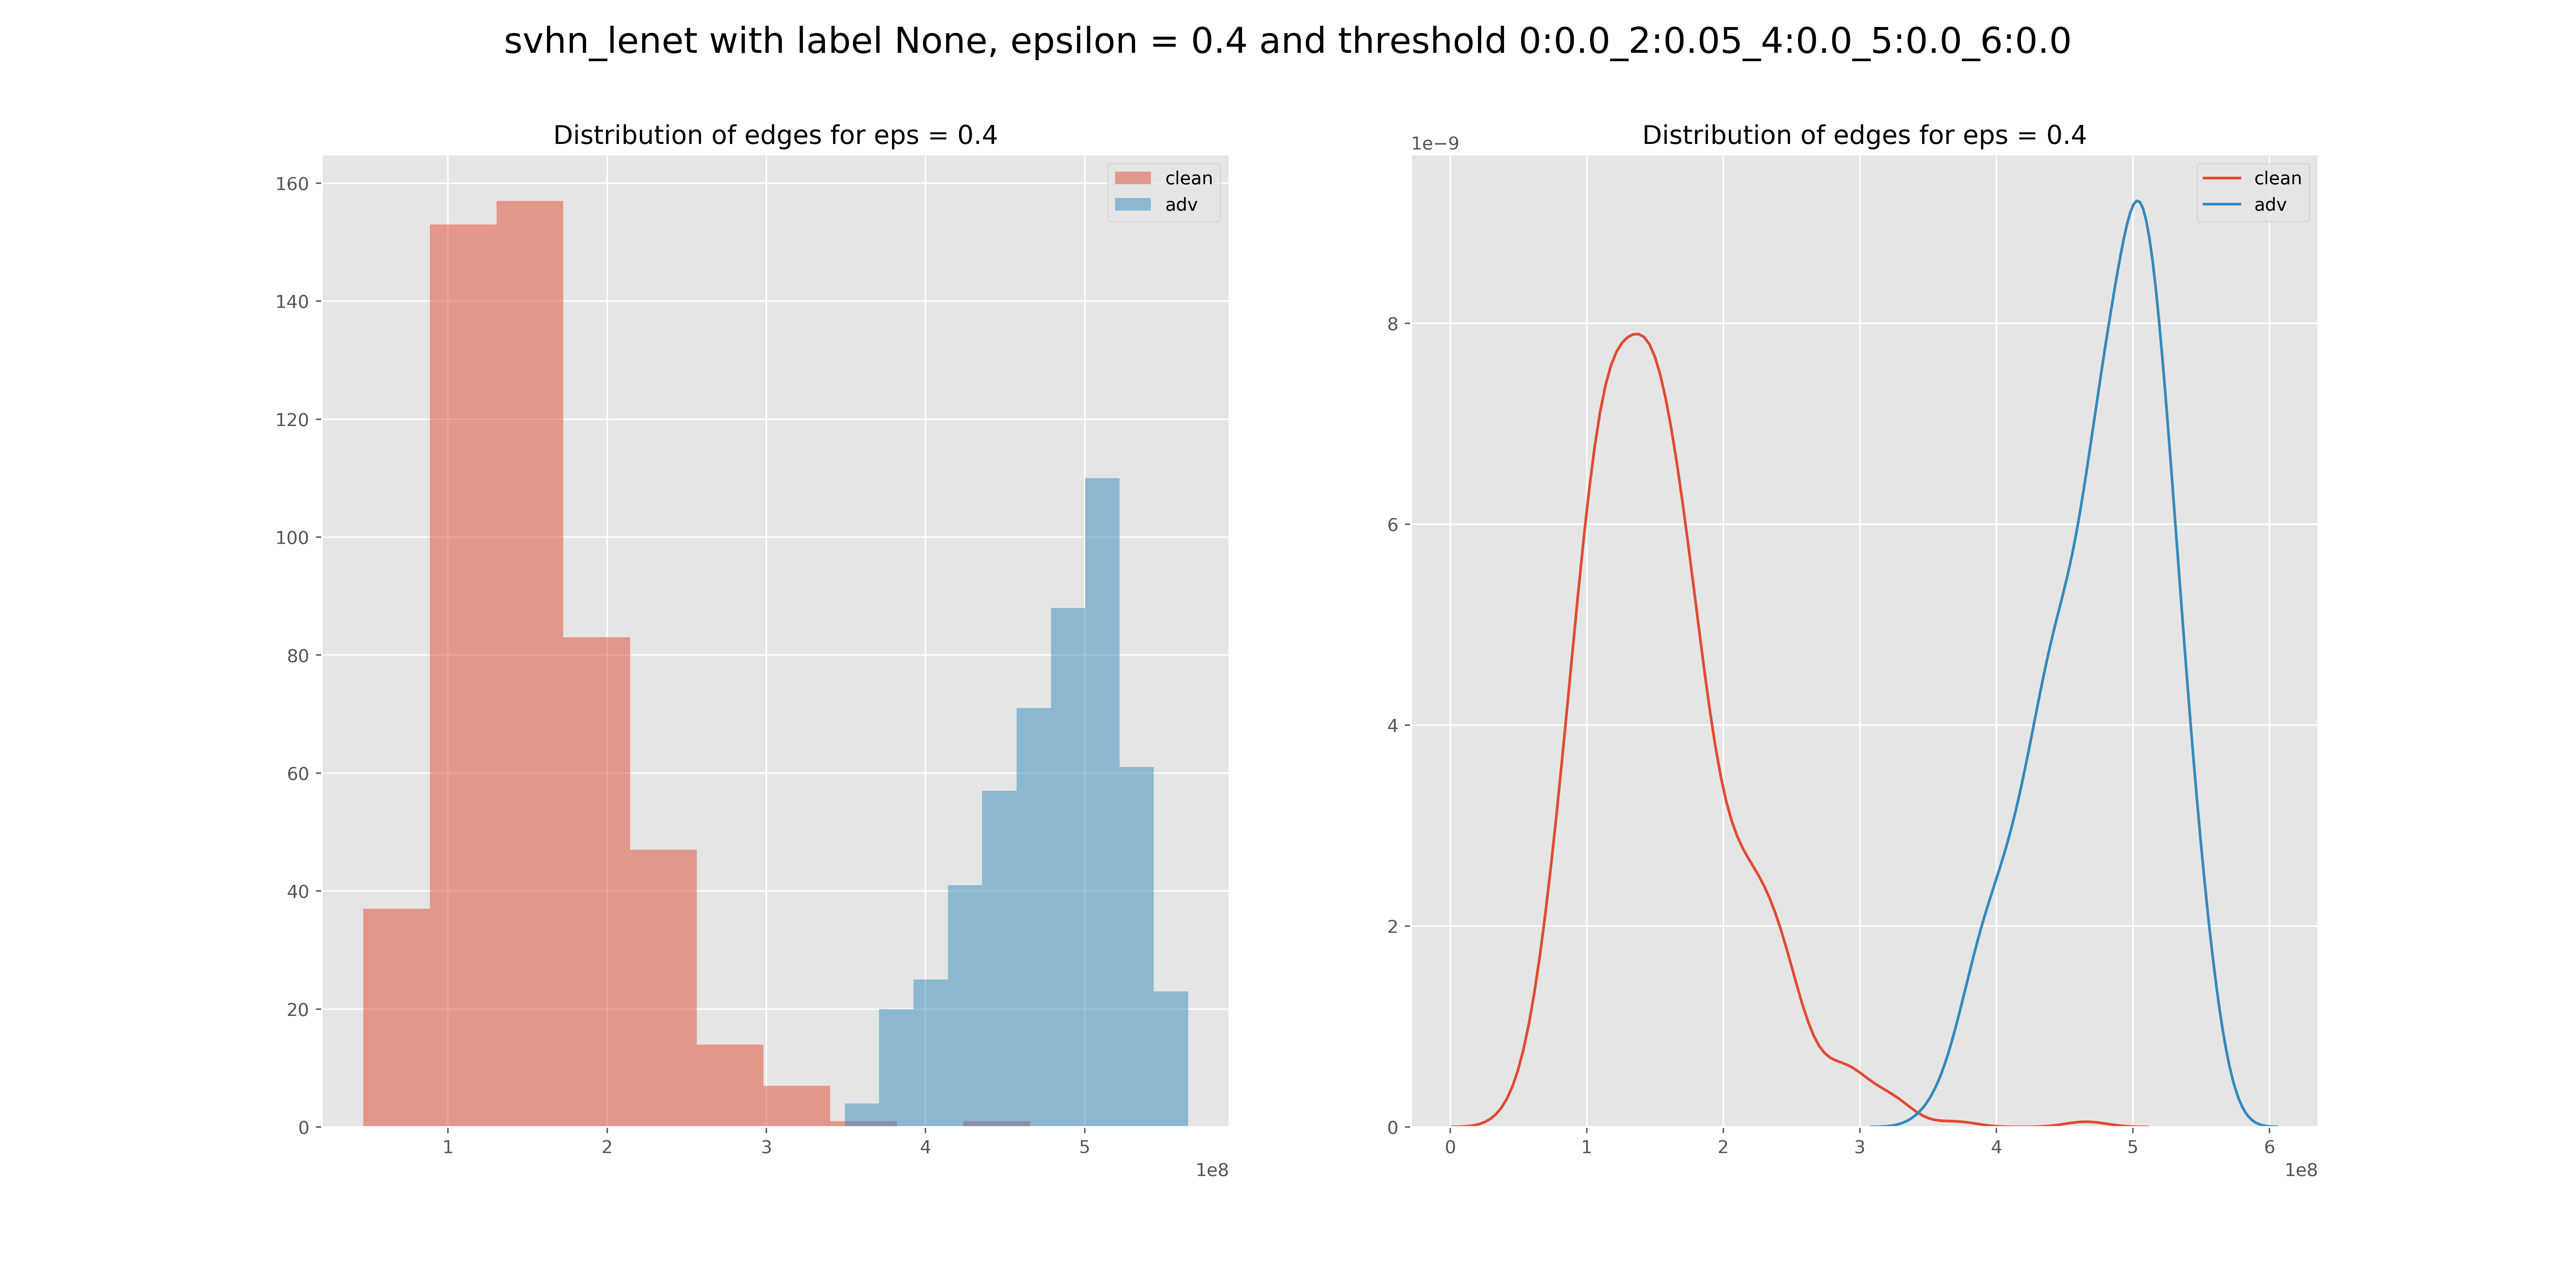 svhn_lenet with label None, epsilon = 0.4 and threshold 0:0.0_2:0.05_4:0.0_5:0.0_6:0.0
Distribution of edges for eps = 0.4
clean
adv
160
140
120
100
80
60
40
20
0
1
2
3
4
5
1e8
Distribution of edges for eps = 0.4
1e−9
clean
adv
8
6
4
2
0
0
1
2
3
4
5
6
1e8